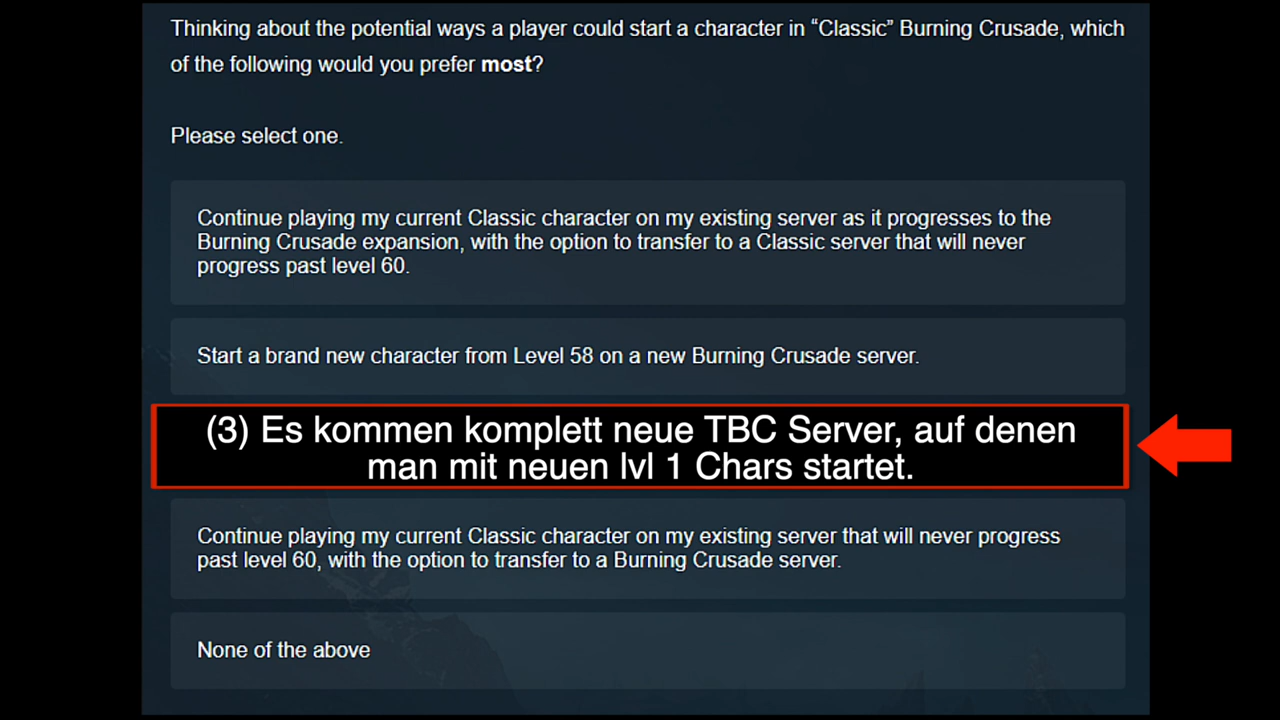 Thinking about the potential ways a player could start a character in “Classic” Burning Crusade, which
of the following would you prefer most?
Please select one.
Continue playing my current Classic character on my existing server as it progresses to the
Burning Crusade expansion, with the option to transfer to a Classic server that will never
progress past level 60.
Start a brand new character from Level 58 on a new Burning Crusade server.
(3) Es kommen komplett neue TBC Server, auf denen
man mit neuen lvl 1 Chars startet.
Continue playing my current Classic character on my existing server that will never progress
past level 60, with the option to transfer to a Burning Crusade server.
None of the above